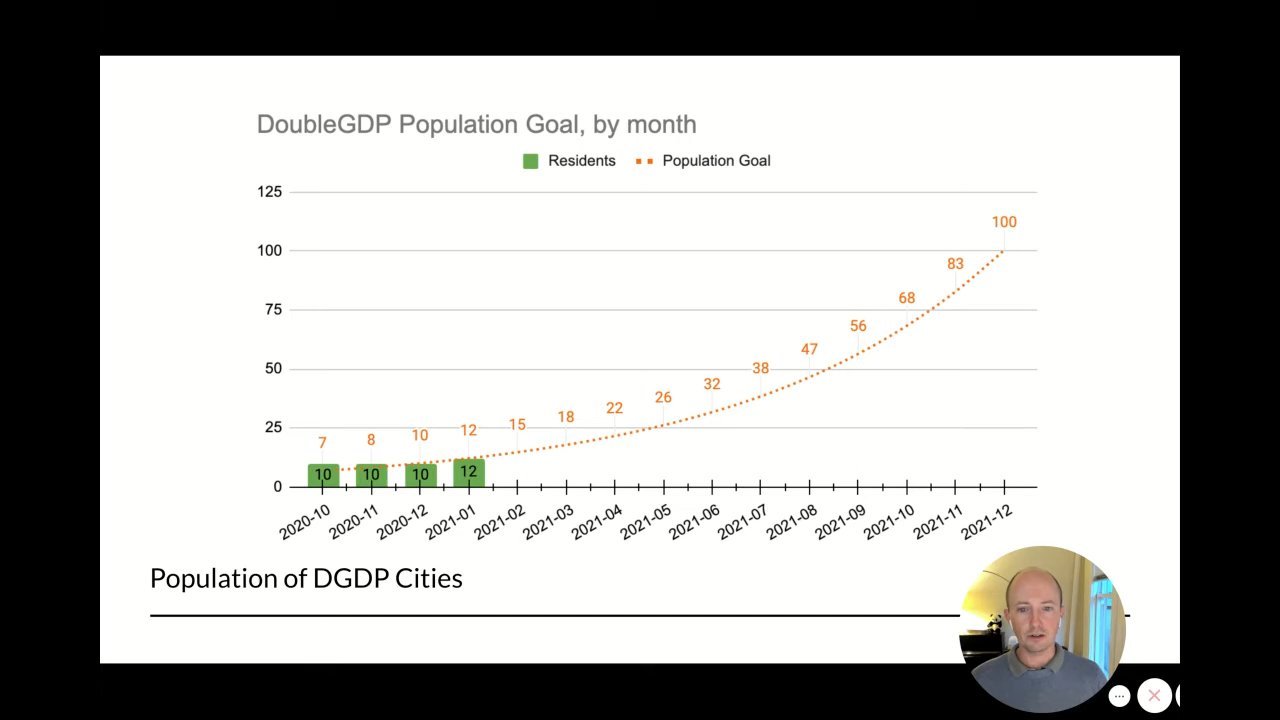 DoubleGDP Population Goal, by month
Residents Population Goal
125
100
75
50
25
0
7 8 10 12 15 18 22 26 32 38 47 56 68 83 100
10 10 10 12
2020-10 2020-11 2020-12 2021-01 2021-02 2021-03 2021-04 2021-05 2021-06 2021-07 2021-08 2021-09 2021-10 2021-11 2021-12
Population of DGDP Cities